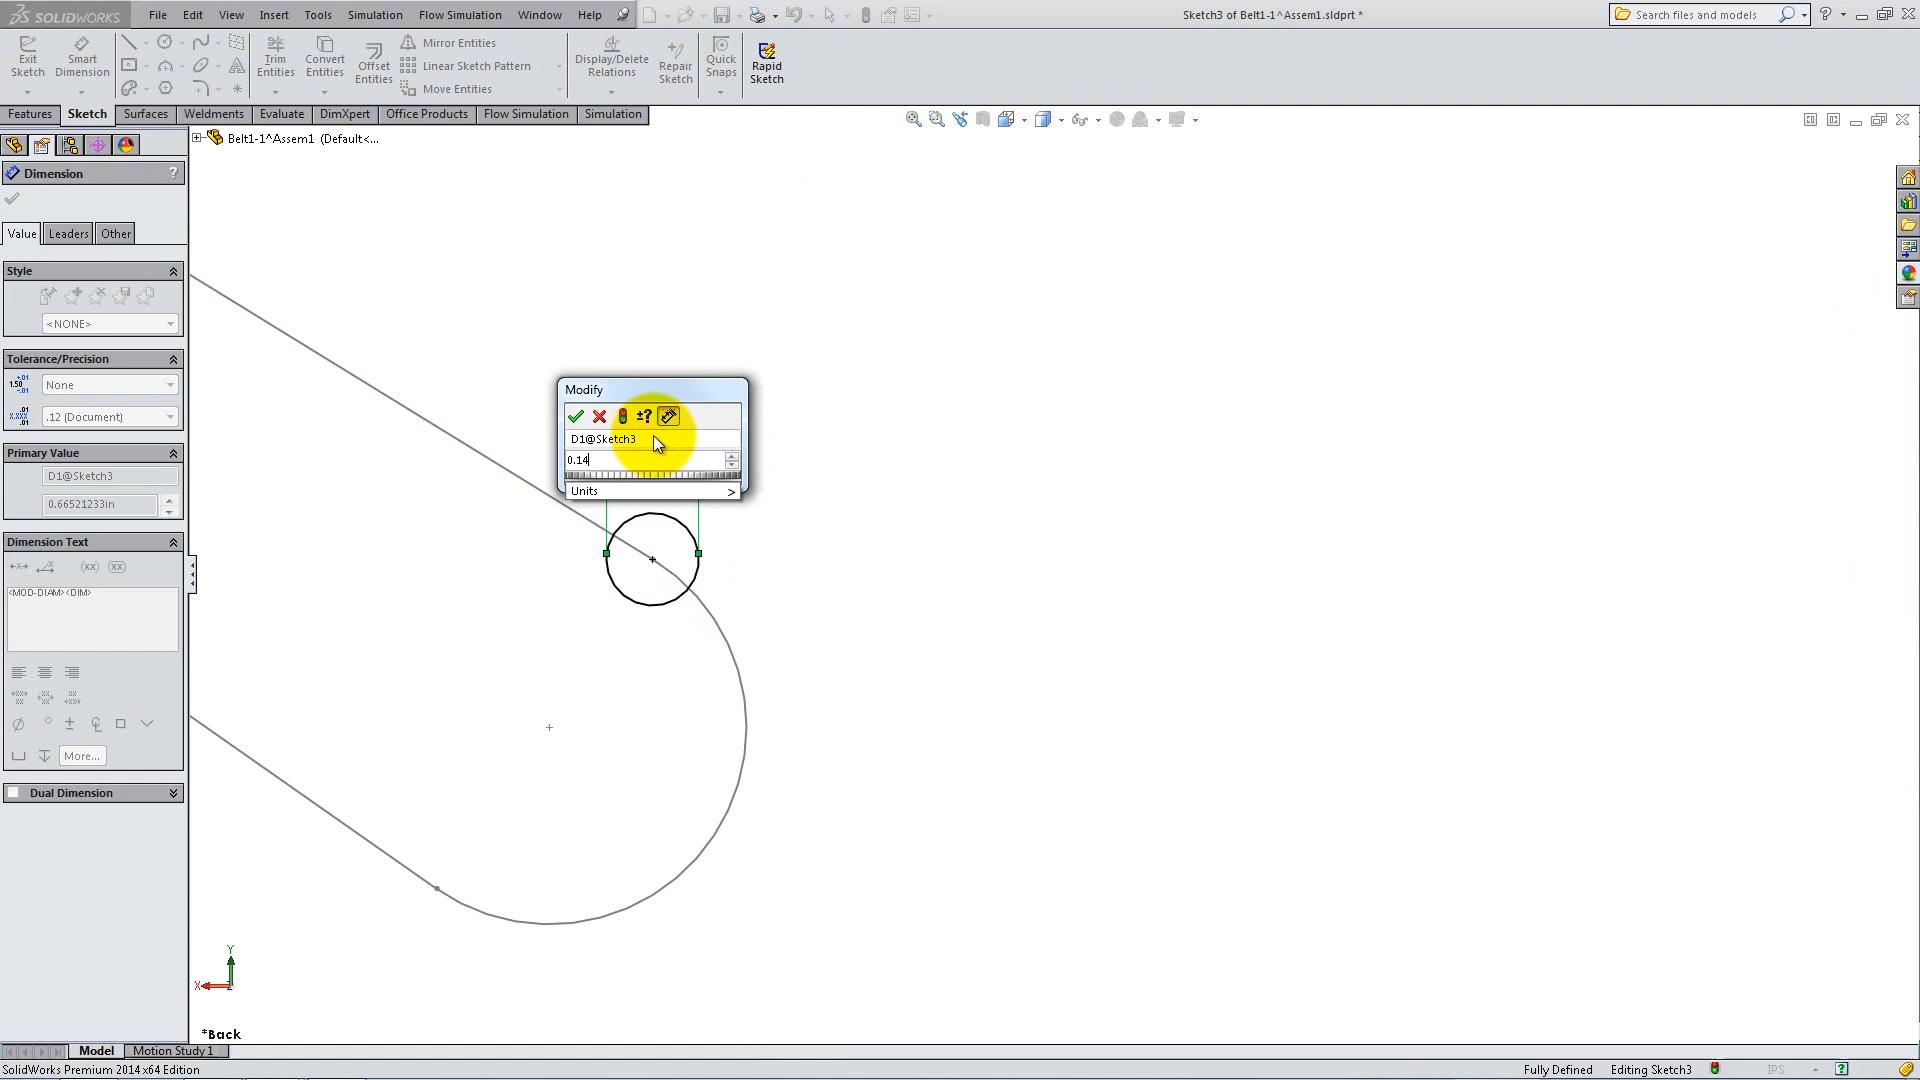 SOLIDWORKS
File Edit View Insert Tools Simulation Flow Simulation Window Help
Sketch3 of Belt1-1^Assem1.sldprt *
Search files and models
Exit Sketch
Smart Dimension
Trim Entities
Convert Entities
Offset Entities
Mirror Entities
Linear Sketch Pattern
Move Entities
Display/Delete Relations
Repair Sketch
Quick Snaps
Rapid Sketch
Features Sketch Surfaces Weldments Evaluate DimXpert Office Products Flow Simulation Simulation
Belt1-1^Assem1 (Default<...
Dimension ?
Value Leaders Other
Style
<NONE>
Tolerance/Precision
None
.12 (Document)
Primary Value
D1@Sketch3
0.66521233in
Dimension Text
(xx) (xx)
<MOD-DIAM><DIM>
More...
Dual Dimension
Modify
±?
D1@Sketch3
0.14
Units >
Y
X
*Back
Model Motion Study 1
SolidWorks Premium 2014 x64 Edition
Fully Defined Editing Sketch3 IPS